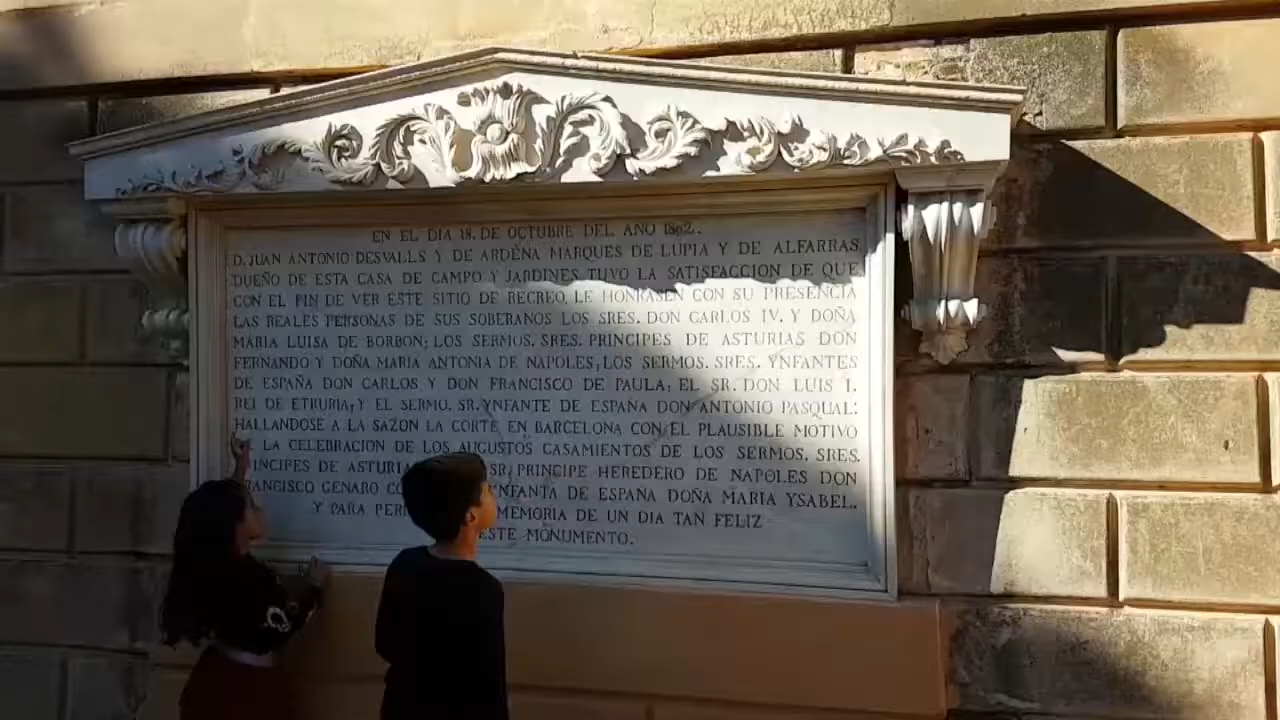 EN EL DIA 18. DE OCTUBRE DEL AÑO 1802..
D. JUAN ANTONIO DESVALLS Y DE ARDÈNA MARQUES DE LUPIA Y DE ALFARRAS
DUEÑO DE ESTA CASA DE CAMPO Y JARDINES, TUVO LA SATISFACCION DE QUE
CON EL FIN DE VER ESTE SITIO DE RECREO, LE HONRASEN CON SU PRESENCIA
LAS REALES PERSONAS DE SUS SOBERANOS LOS SRES. DON CARLOS IV. Y DOÑA
MARIA LUISA DE BORBON; LOS SERMOS. SRES. PRINCIPES DE ASTURIAS DON
FERNANDO Y DOÑA MARIA ANTONIA DE NAPOLES; LOS SERMOS. SRES. YNFANTES
DE ESPAÑA DON CARLOS Y DON FRANCISCO DE PAULA; EL SR. DON LUIS I.
REI DE ETRURIA; Y EL SERMO. SR. YNFANTE DE ESPAÑA DON ANTONIO PASQUAL:
HALLANDOSE A LA SAZON LA CORTE EN BARCELONA CON EL PLAUSIBLE MOTIVO
LA CELEBRACION DE LOS AUGUSTOS CASAMIENTOS DE LOS SERMOS. SRES.
RINCIPES DE ASTURIA SR. PRINCIPE HEREDERO DE NAPOLES DON
RANCISCO GENARO CO YNFANTA DE ESPAÑA DOÑA MARIA YSABEL..
Y PARA PER MEMORIA DE UN DIA TAN FELIZ
ESTE MONUMENTO.